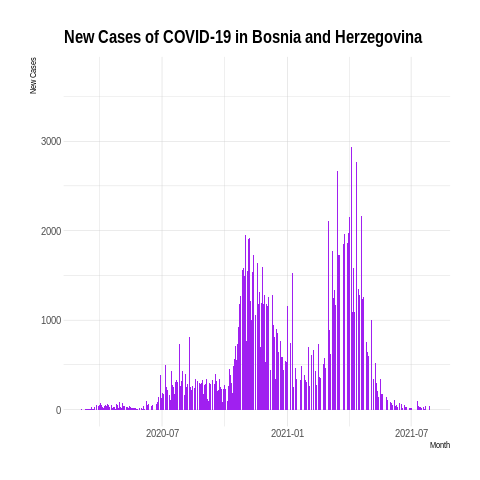 New Cases of COVID-19 in Bosnia and Herzegovina
New Cases
3000
2000
1000
0
2020-07
2021-01
2021-07
Month